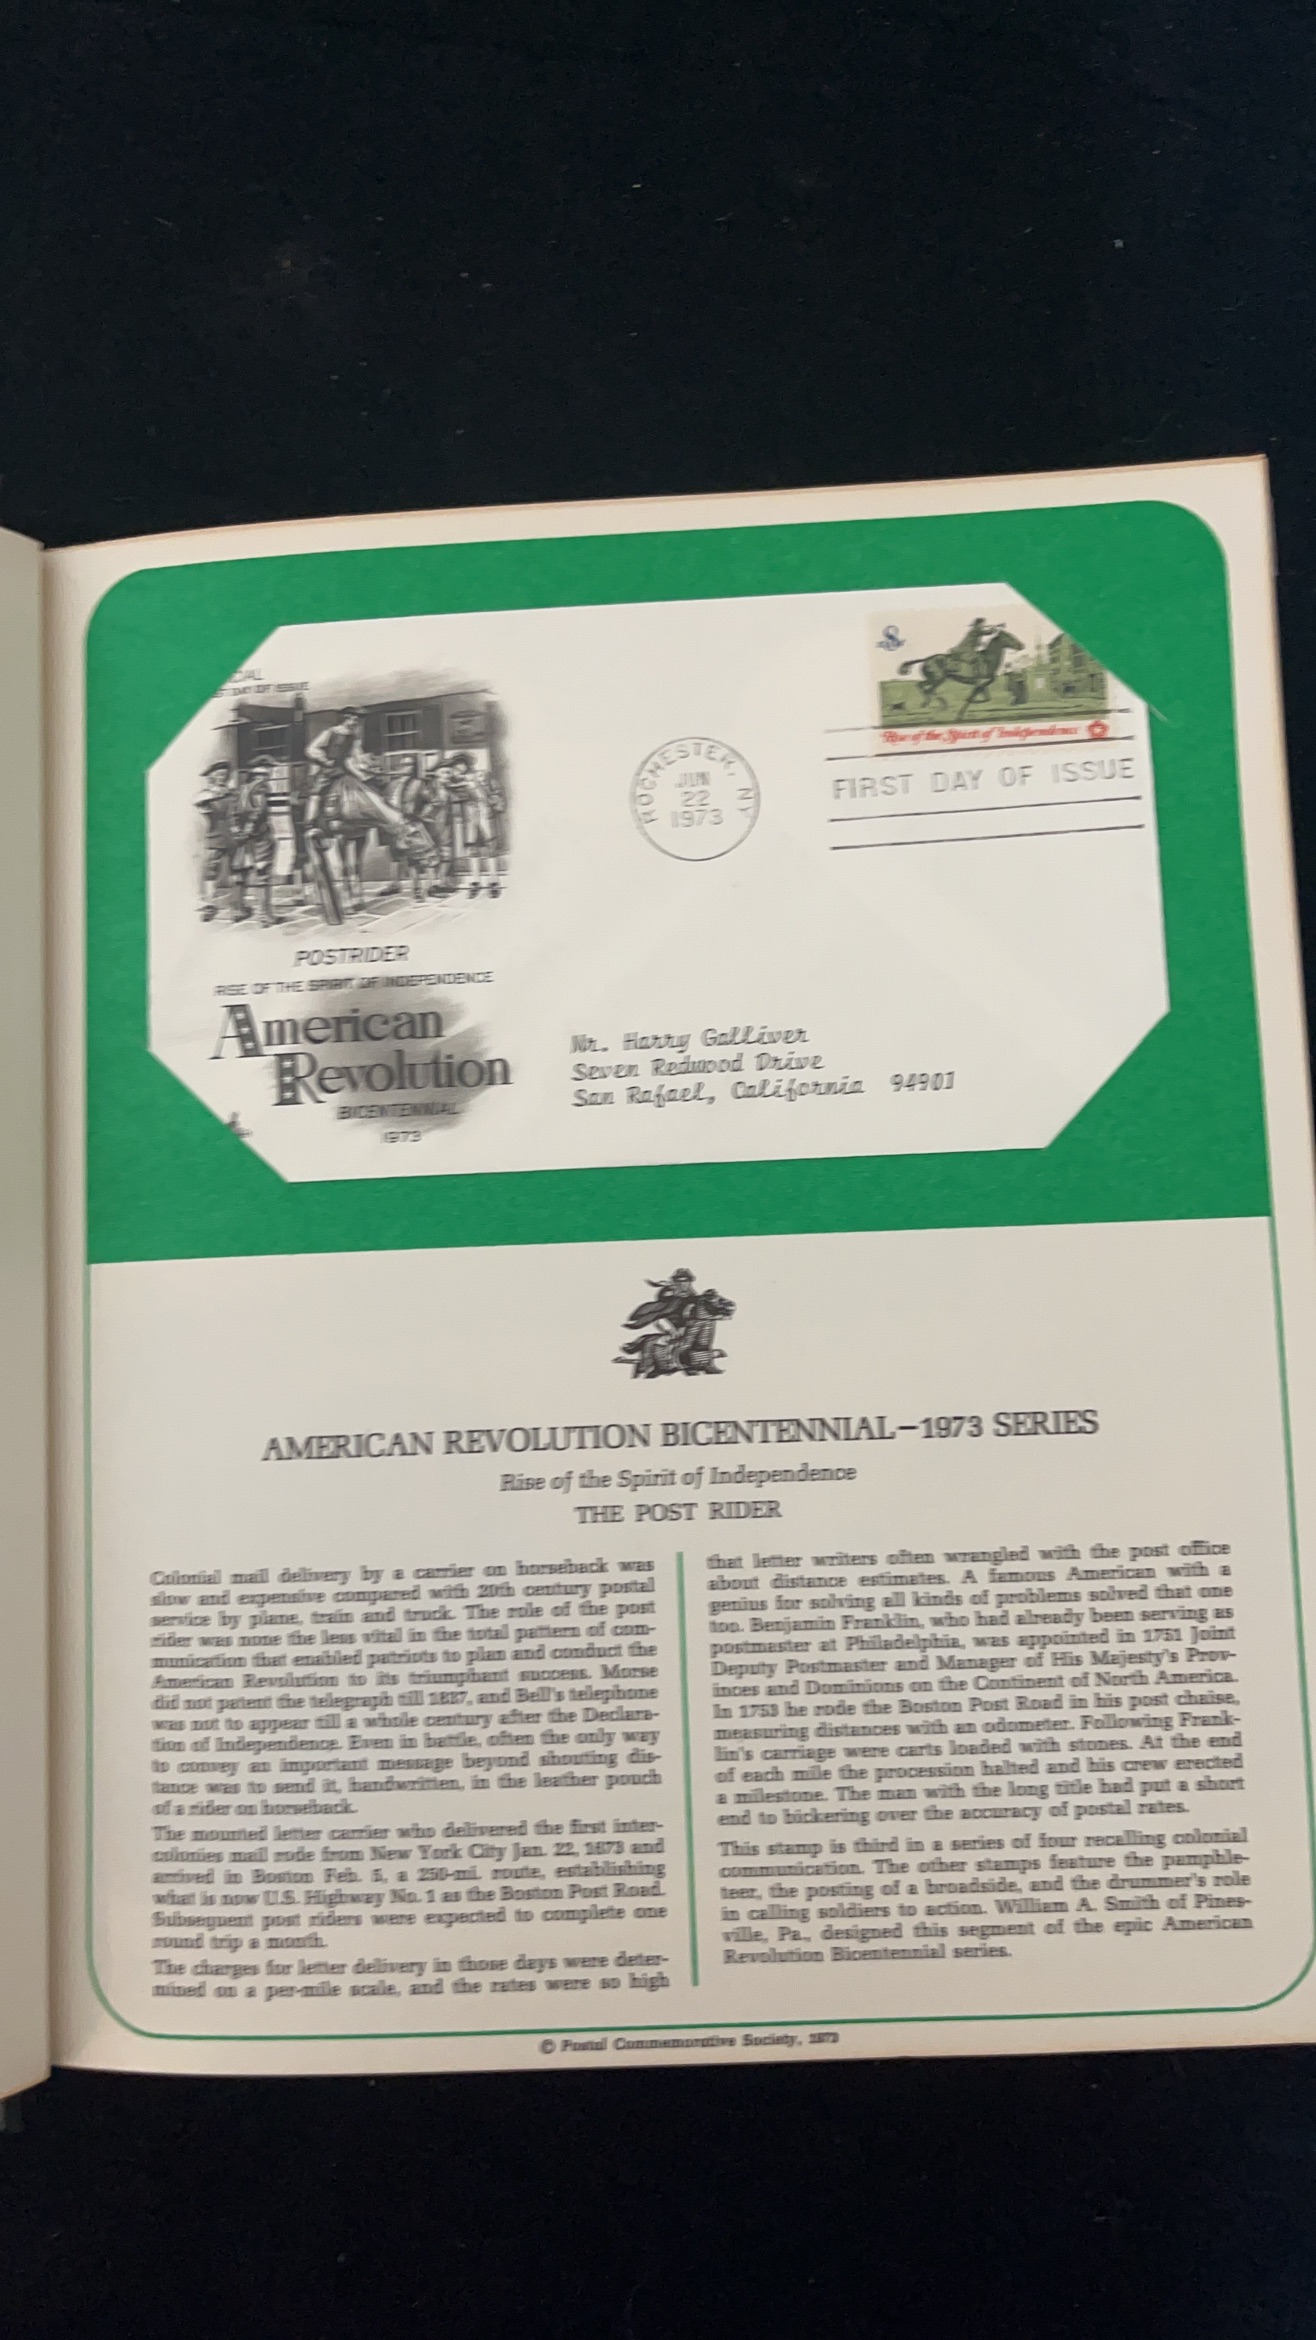 CIAL
ST DAY OF ISSUE
8
Rise of the Spirit of Independence
ROCHESTER, NY
JUN
22
1973
FIRST DAY OF ISSUE
POSTRIDER
RISE OF THE SPIRIT OF INDEPENDENCE
American
Revolution
BICENTENNIAL
1973
Mr. Harry Galliver
Seven Redwood Drive
San Rafael, California 94901
AMERICAN REVOLUTION BICENTENNIAL—1973 SERIES
Rise of the Spirit of Independence
THE POST RIDER
Colonial mail delivery by a carrier on horseback was
slow and expensive compared with 20th century postal
service by plane, train and truck. The role of the post
rider was none the less vital in the total pattern of com-
munication that enabled patriots to plan and conduct the
American Revolution to its triumphant success. Morse
did not patent the telegraph till 1837, and Bell's telephone
was not to appear till a whole century after the Declara-
tion of Independence. Even in battle, often the only way
to convey an important message beyond shouting dis-
tance was to send it, handwritten, in the leather pouch
of a rider on horseback.
The mounted letter carrier who delivered the first inter-
colonies mail rode from New York City Jan. 22, 1673 and
arrived in Boston Feb. 5, a 250-mi. route, establishing
what is now U.S. Highway No. 1 as the Boston Post Road.
Subsequent post riders were expected to complete one
round trip a month.
The charges for letter delivery in those days were deter-
mined on a per-mile scale, and the rates were so high
that letter writers often wrangled with the post office
about distance estimates. A famous American with a
genius for solving all kinds of problems solved that one
too. Benjamin Franklin, who had already been serving as
postmaster at Philadelphia, was appointed in 1751 Joint
Deputy Postmaster and Manager of His Majesty's Prov-
inces and Dominions on the Continent of North America.
In 1753 he rode the Boston Post Road in his post chaise,
measuring distances with an odometer. Following Frank-
lin's carriage were carts loaded with stones. At the end
of each mile the procession halted and his crew erected
a milestone. The man with the long title had put a short
end to bickering over the accuracy of postal rates.
This stamp is third in a series of four recalling colonial
communication. The other stamps feature the pamphle-
teer, the posting of a broadside, and the drummer's role
in calling soldiers to action. William A. Smith of Pines-
ville, Pa., designed this segment of the epic American
Revolution Bicentennial series.
© Postal Commemorative Society, 1973